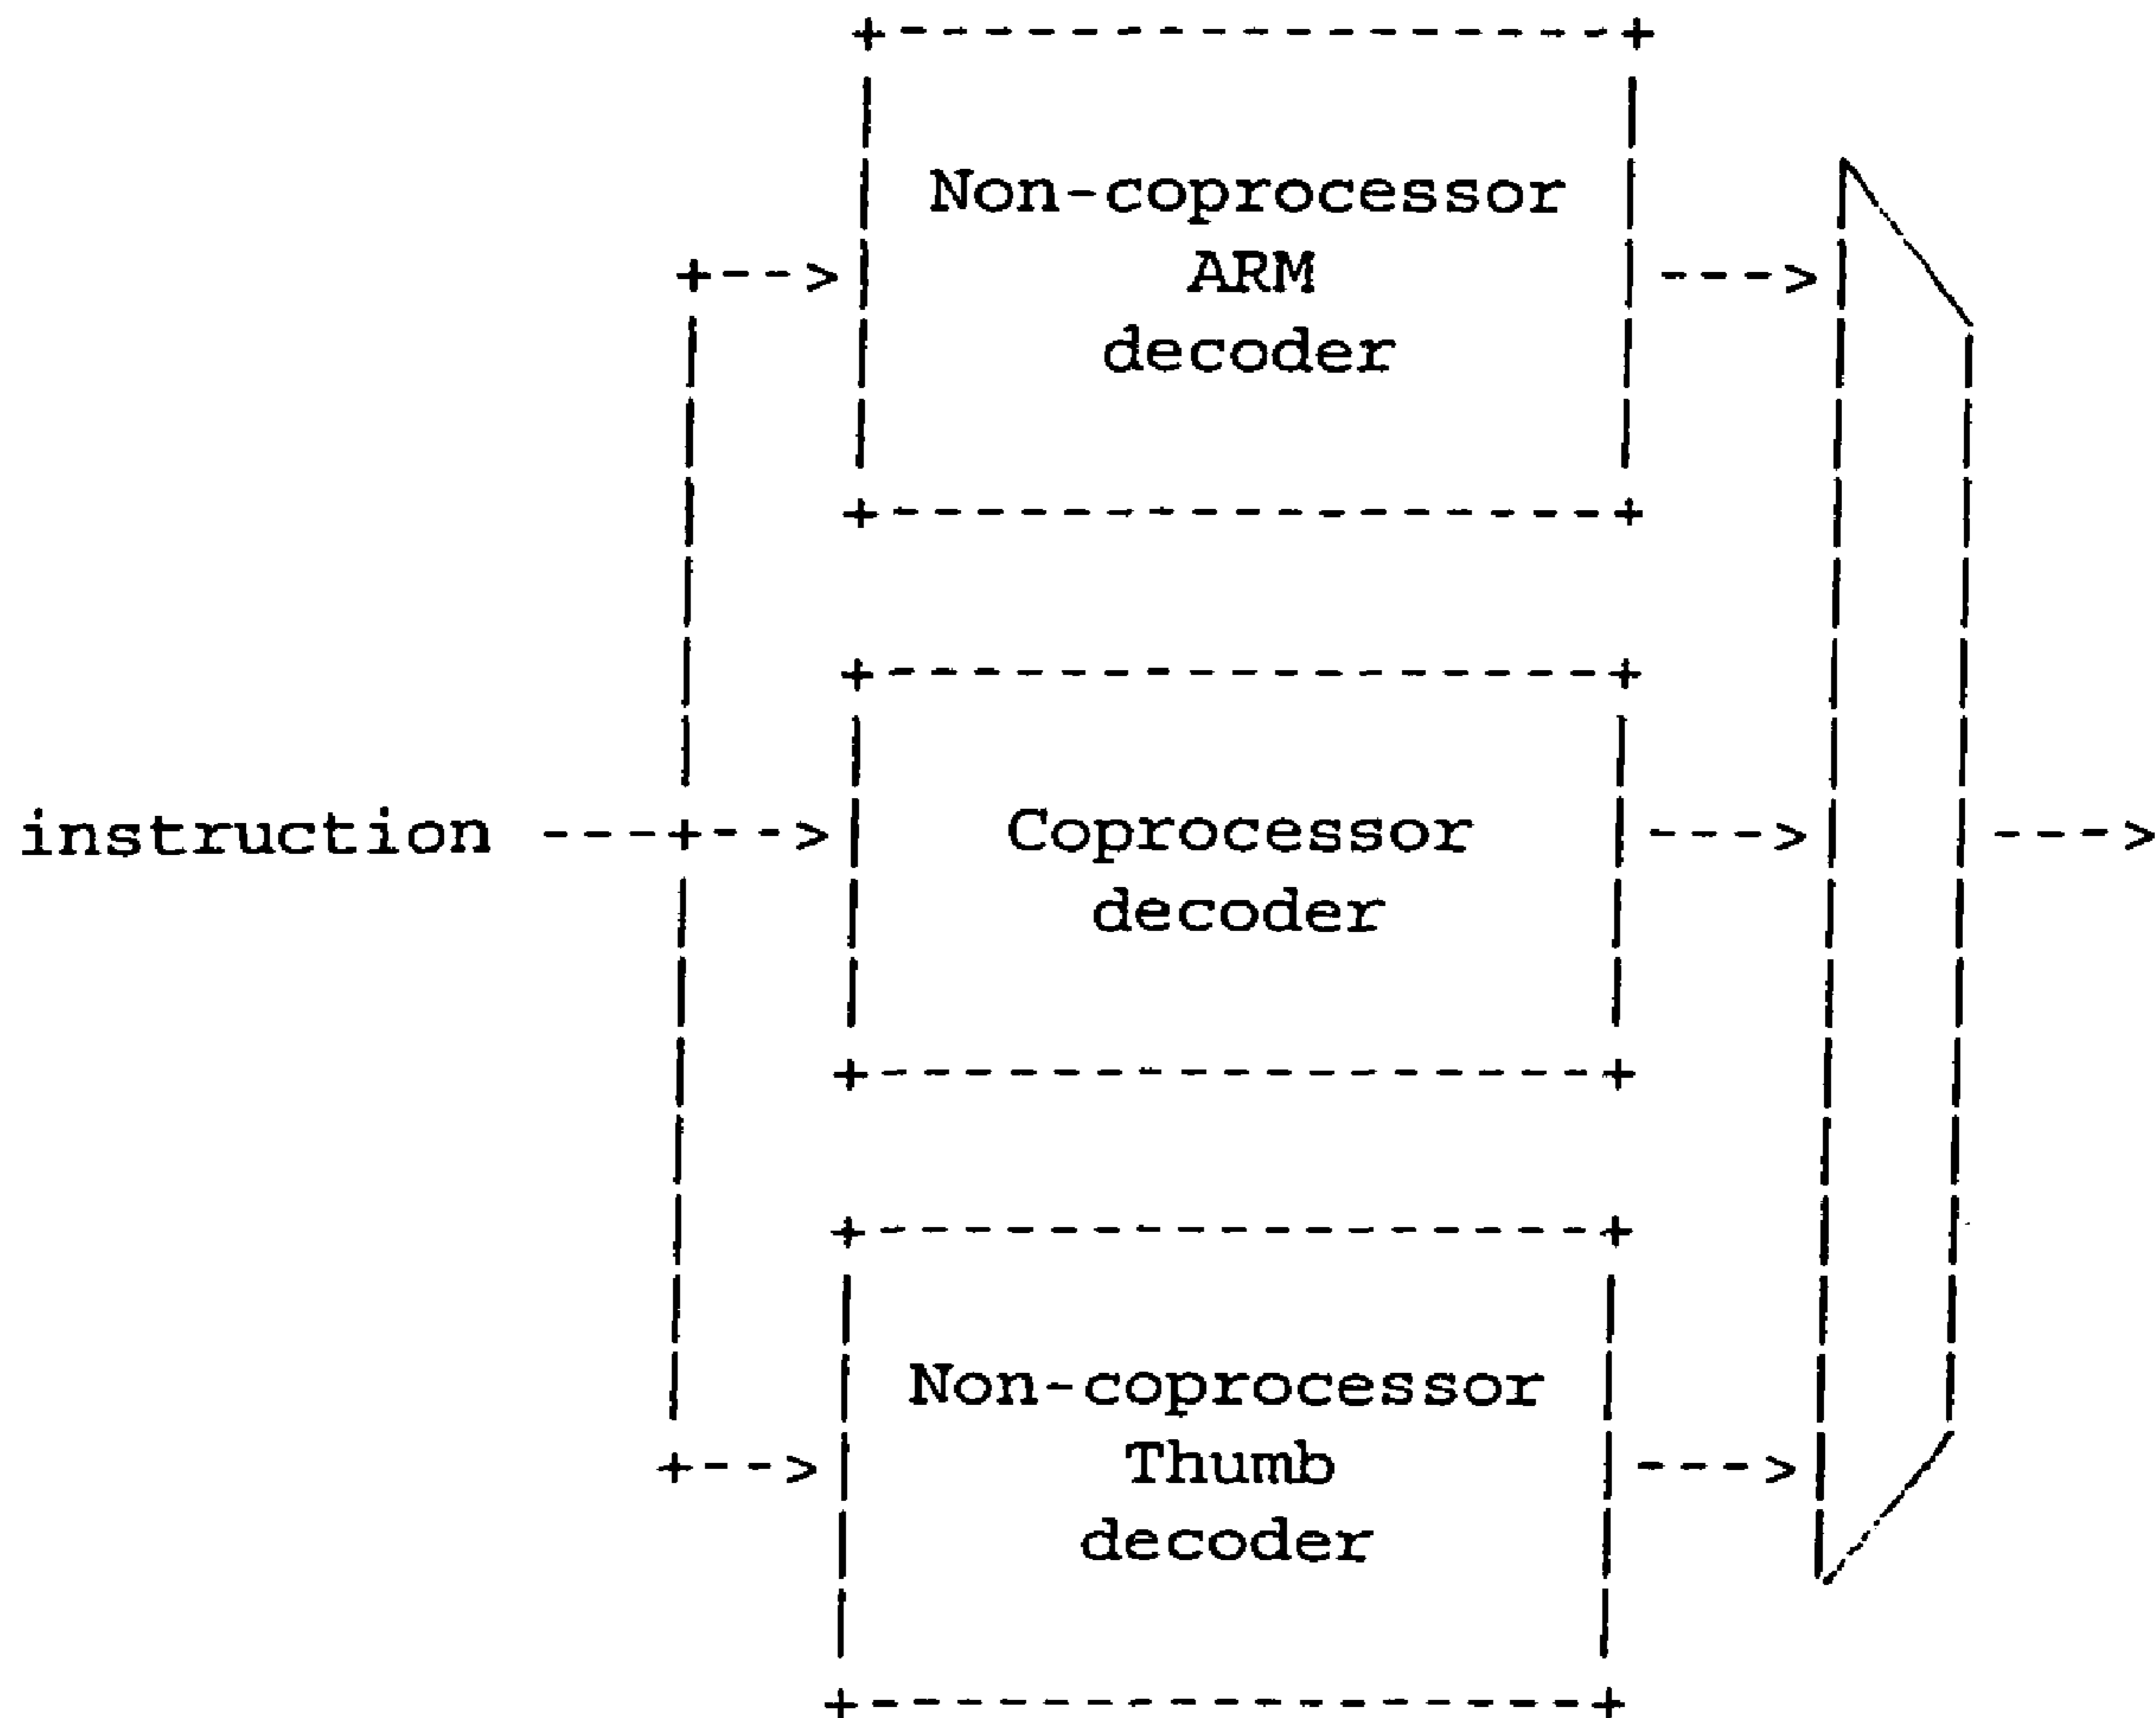 Non-coprocessor
ARM
decoder
instruction
Coprocessor
decoder
Non-coprocessor
Thumb
decoder